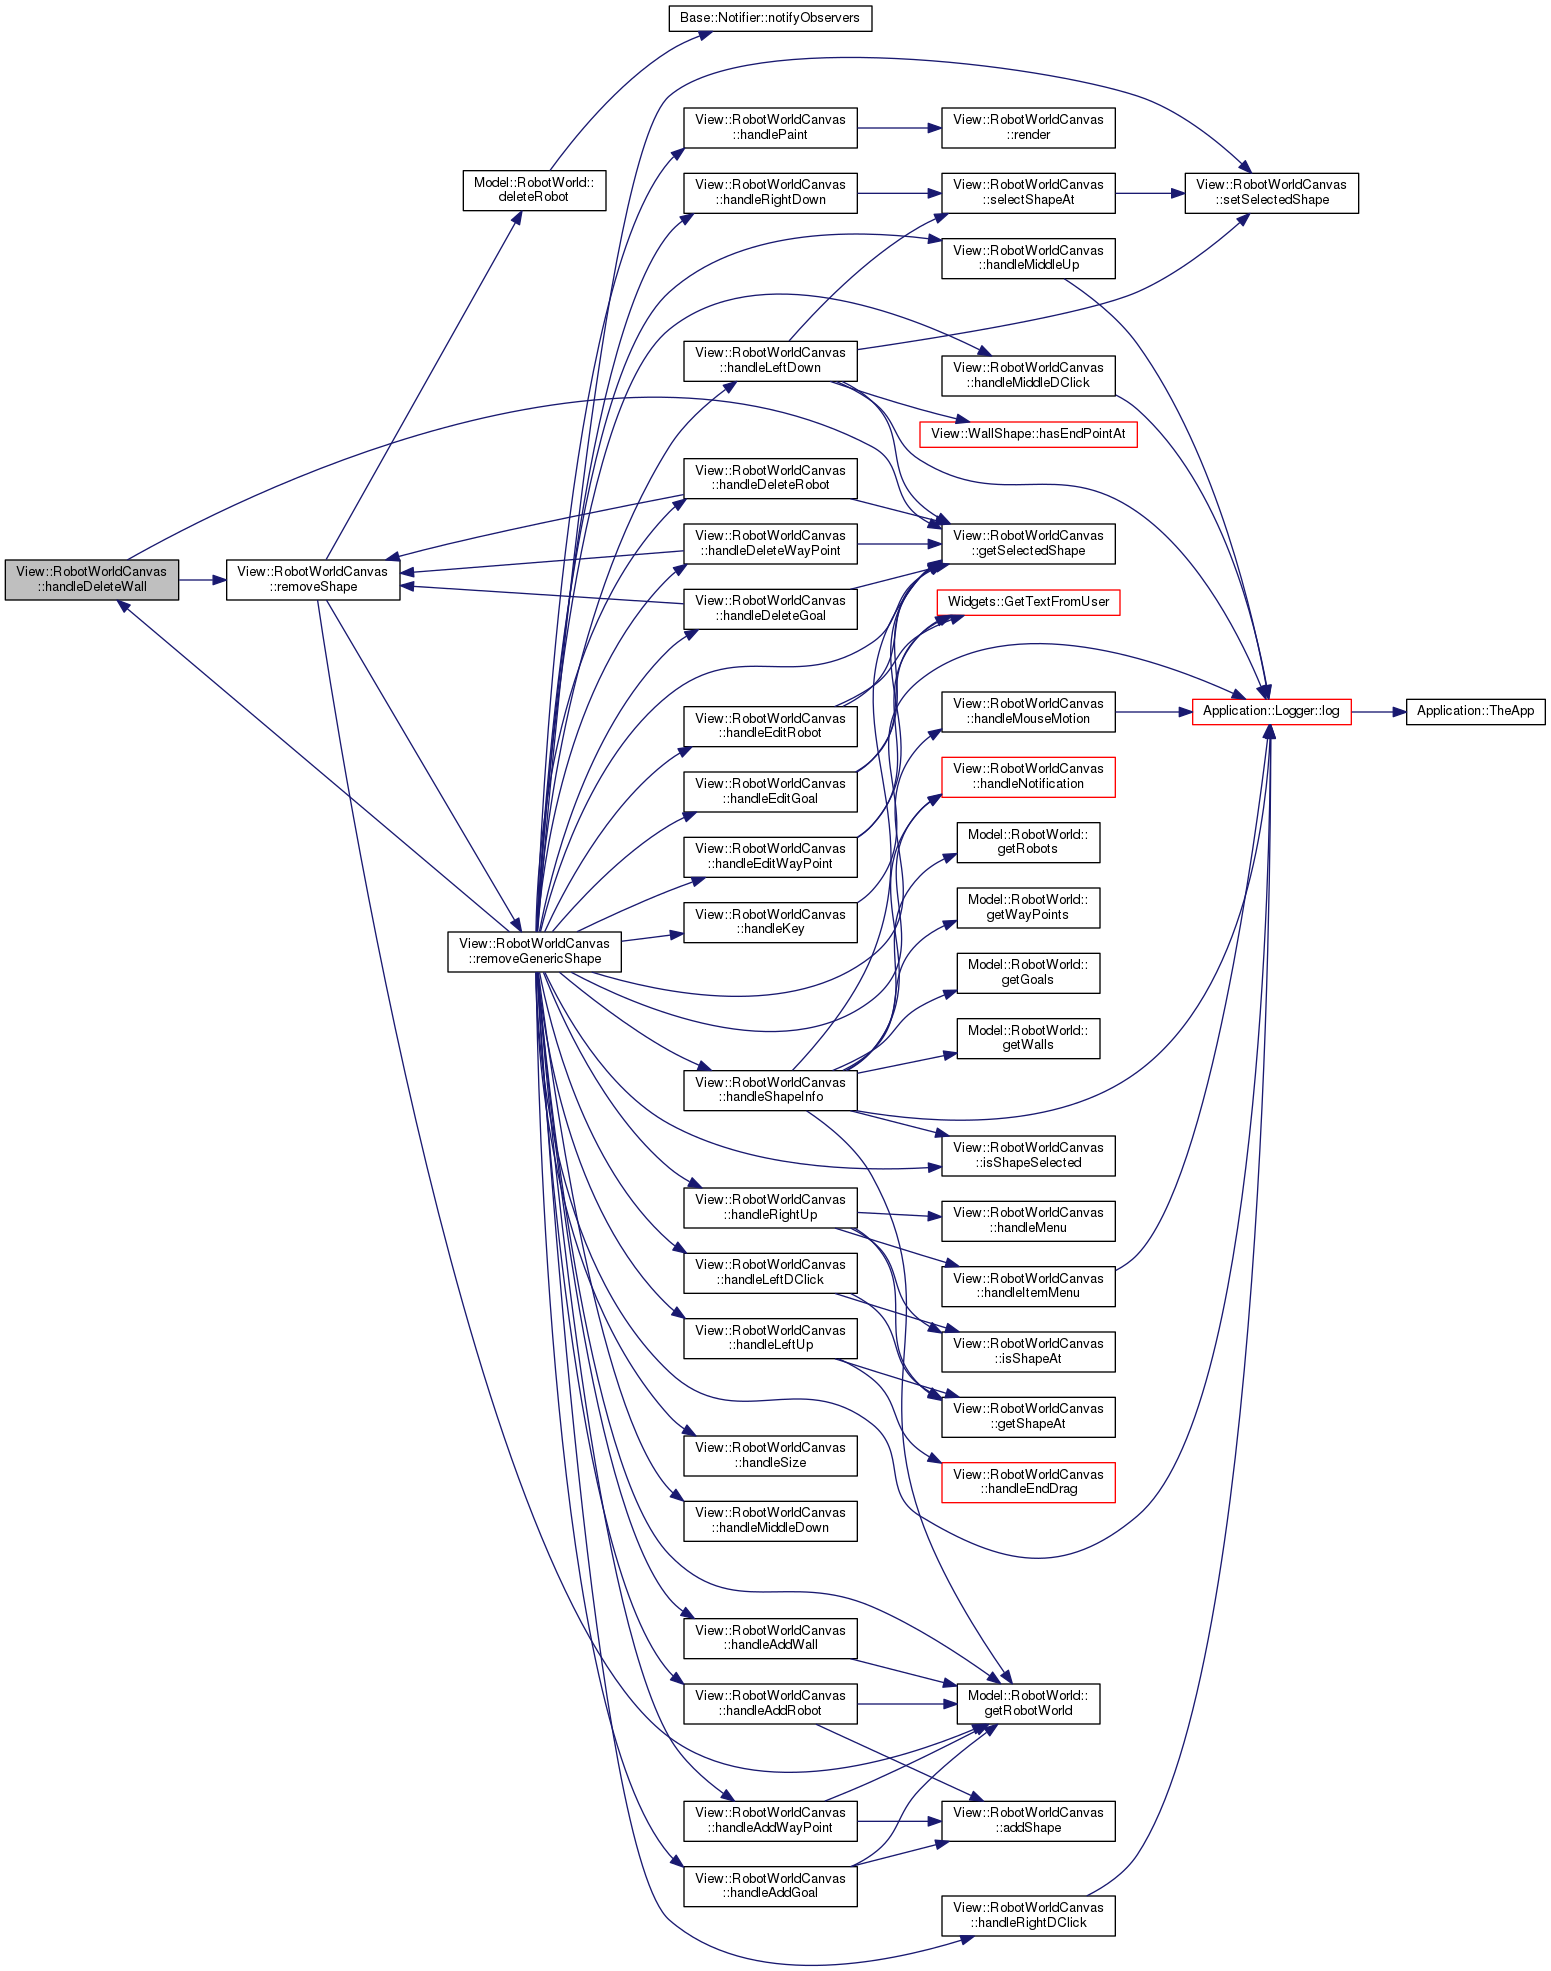 Base::Notifier::notifyObservers
View::RobotWorldCanvas
::handlePaint
View::RobotWorldCanvas
::render
Model::RobotWorld::
deleteRobot
View::RobotWorldCanvas
::handleRightDown
View::RobotWorldCanvas
::selectShapeAt
View::RobotWorldCanvas
::setSelectedShape
View::RobotWorldCanvas
::handleMiddleUp
View::RobotWorldCanvas
::handleLeftDown
View::RobotWorldCanvas
::handleMiddleDClick
View::WallShape::hasEndPointAt
View::RobotWorldCanvas
::handleDeleteRobot
View::RobotWorldCanvas
::handleDeleteWayPoint
View::RobotWorldCanvas
::getSelectedShape
View::RobotWorldCanvas
::handleDeleteWall
View::RobotWorldCanvas
::removeShape
View::RobotWorldCanvas
::handleDeleteGoal
Widgets::GetTextFromUser
View::RobotWorldCanvas
::handleEditRobot
View::RobotWorldCanvas
::handleMouseMotion
Application::Logger::log
Application::TheApp
View::RobotWorldCanvas
::handleEditGoal
View::RobotWorldCanvas
::handleNotification
View::RobotWorldCanvas
::handleEditWayPoint
Model::RobotWorld::
getRobots
View::RobotWorldCanvas
::handleKey
Model::RobotWorld::
getWayPoints
View::RobotWorldCanvas
::removeGenericShape
Model::RobotWorld::
getGoals
Model::RobotWorld::
getWalls
View::RobotWorldCanvas
::handleShapeInfo
View::RobotWorldCanvas
::isShapeSelected
View::RobotWorldCanvas
::handleRightUp
View::RobotWorldCanvas
::handleMenu
View::RobotWorldCanvas
::handleLeftDClick
View::RobotWorldCanvas
::handleItemMenu
View::RobotWorldCanvas
::handleLeftUp
View::RobotWorldCanvas
::isShapeAt
View::RobotWorldCanvas
::getShapeAt
View::RobotWorldCanvas
::handleSize
View::RobotWorldCanvas
::handleEndDrag
View::RobotWorldCanvas
::handleMiddleDown
View::RobotWorldCanvas
::handleAddWall
View::RobotWorldCanvas
::handleAddRobot
Model::RobotWorld::
getRobotWorld
View::RobotWorldCanvas
::handleAddWayPoint
View::RobotWorldCanvas
::addShape
View::RobotWorldCanvas
::handleAddGoal
View::RobotWorldCanvas
::handleRightDClick